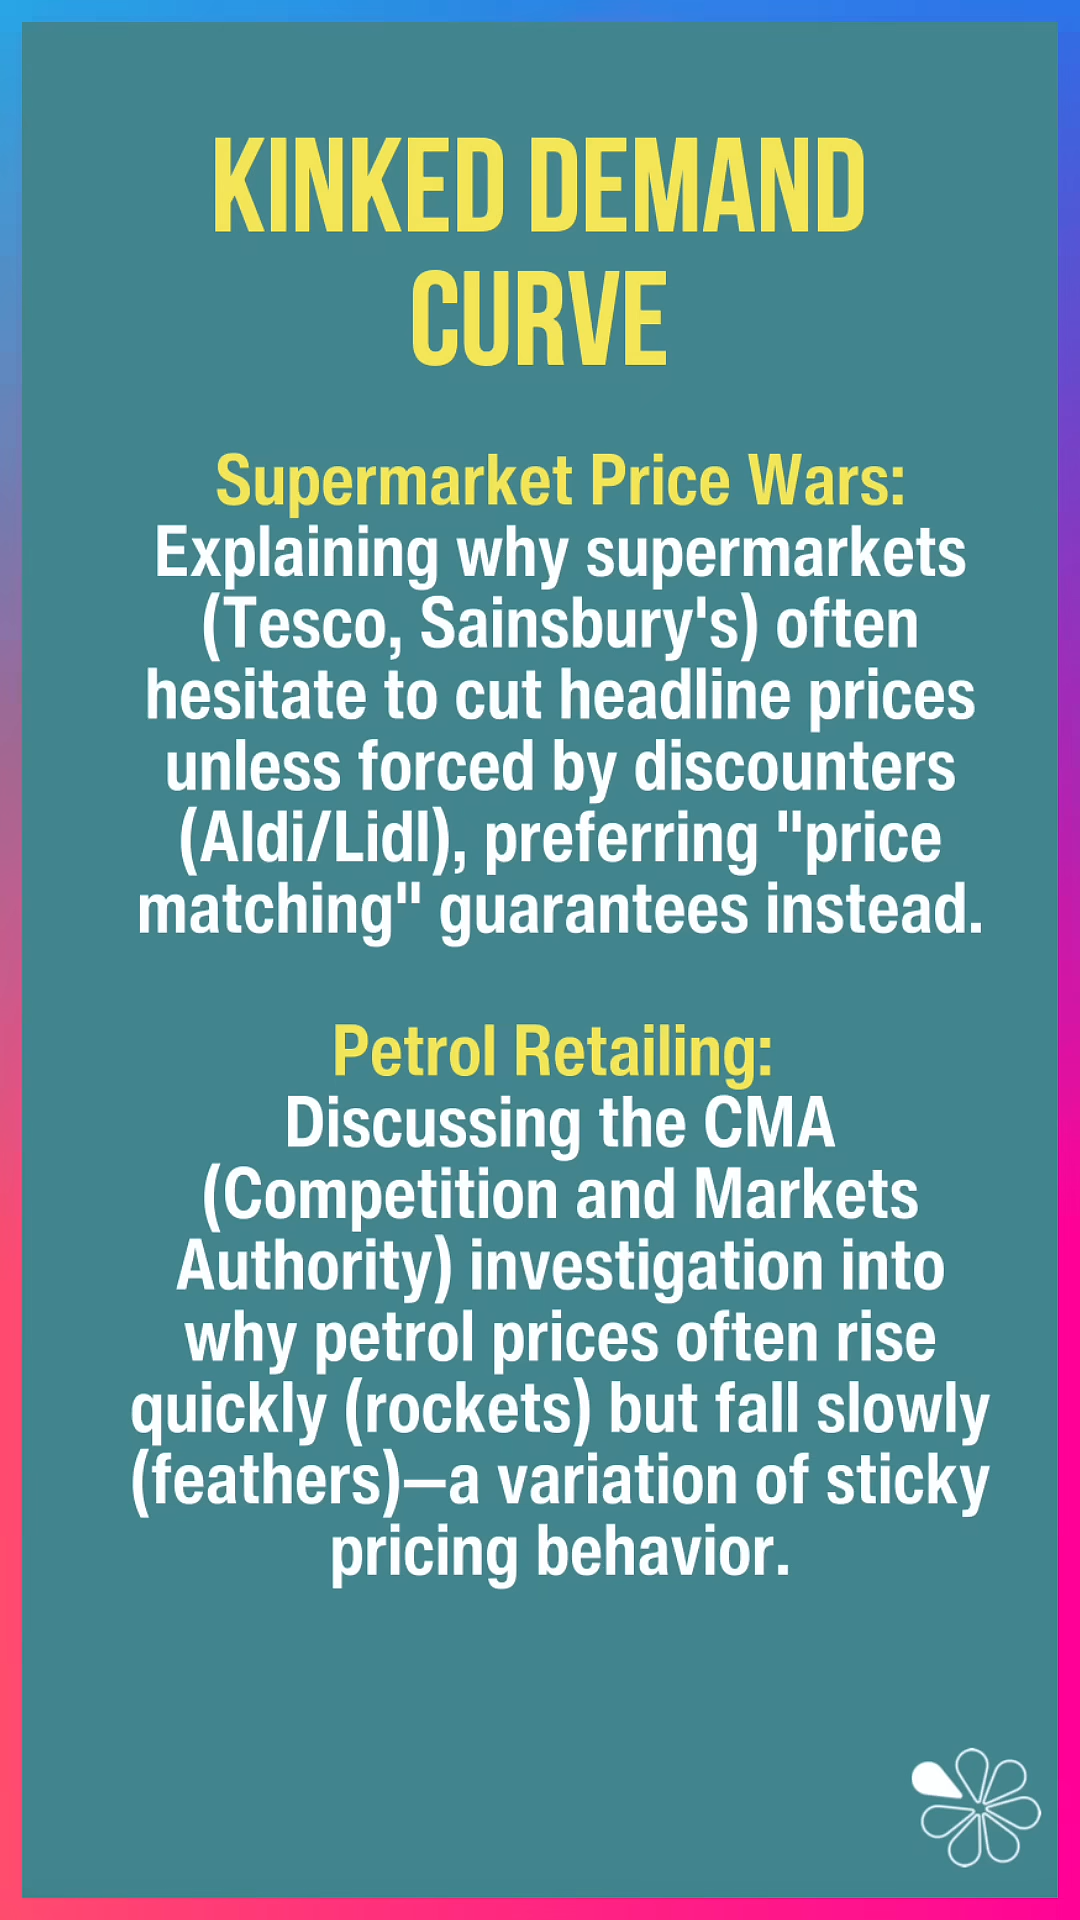 KINKED DEMAND
CURVE
Supermarket Price Wars:
Explaining why supermarkets
(Tesco, Sainsbury's) often
hesitate to cut headline prices
unless forced by discounters
(Aldi/Lidl), preferring "price
matching" guarantees instead.
Petrol Retailing:
Discussing the CMA
(Competition and Markets
Authority) investigation into
why petrol prices often rise
quickly (rockets) but fall slowly
(feathers)—a variation of sticky
pricing behavior.